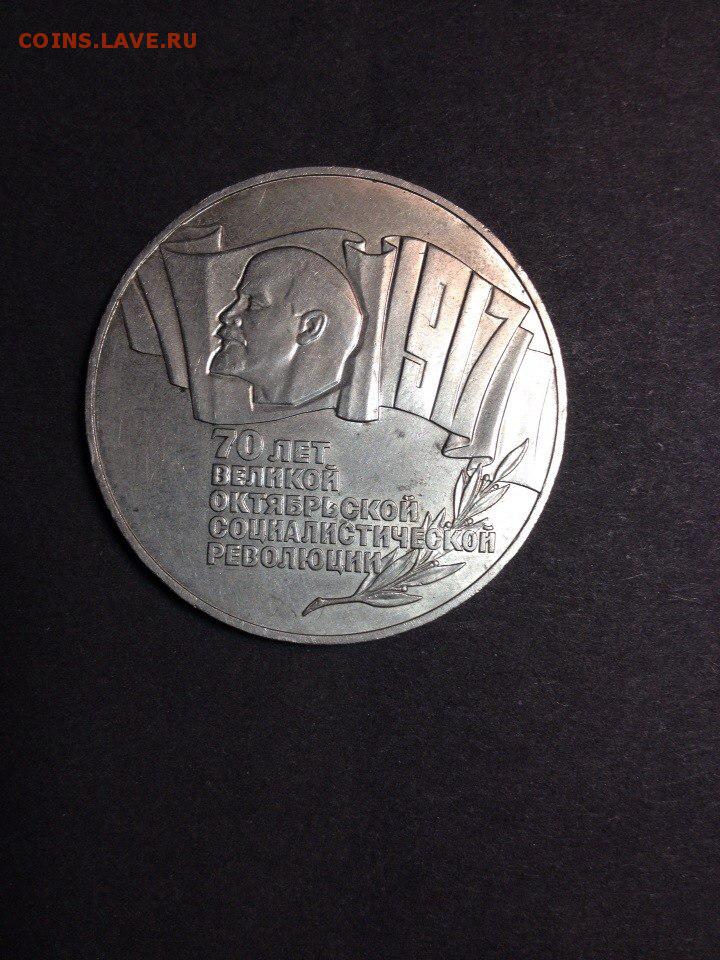 COINS.LAVE.RU
1917
70 ЛЕТ
ВЕЛИКОЙ
ОКТЯБРЬСКОЙ
СОЦИАЛИСТИЧЕСКОЙ
РЕВОЛЮЦИИ